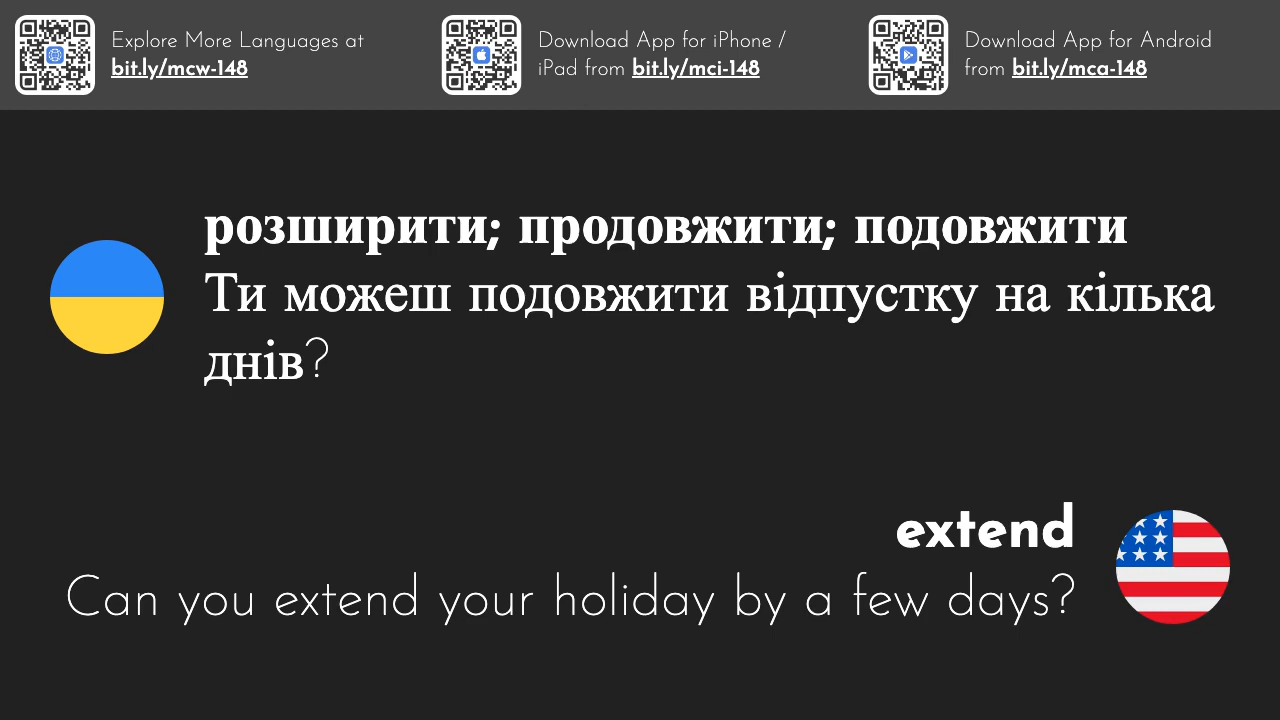 Explore More Languages at
bit.ly/mcw-148
Download App for iPhone /
iPad from bit.ly/mci-148
Download App for Android
from bit.ly/mca-148
розширити; продовжити; подовжити
Ти можеш подовжити відпустку на кілька
днів?
extend
Can you extend your holiday by a few days?